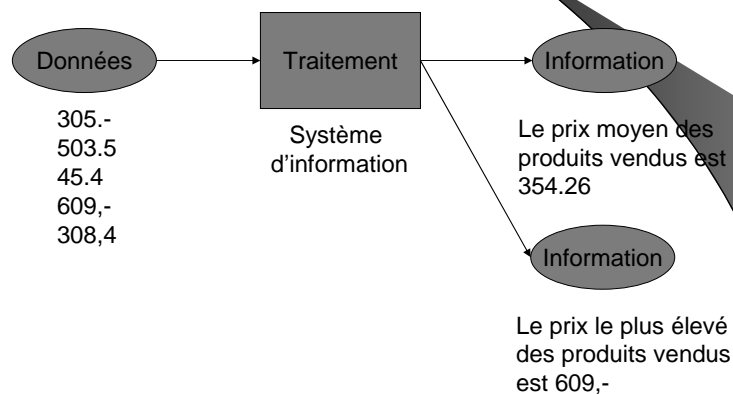 Données
Traitement
Information
305.-
503.5
45.4
609,-
308,4
Système
d'information
Le prix moyen des
produits vendus est
354.26
Information
Le prix le plus élevé
des produits vendus
est 609,-